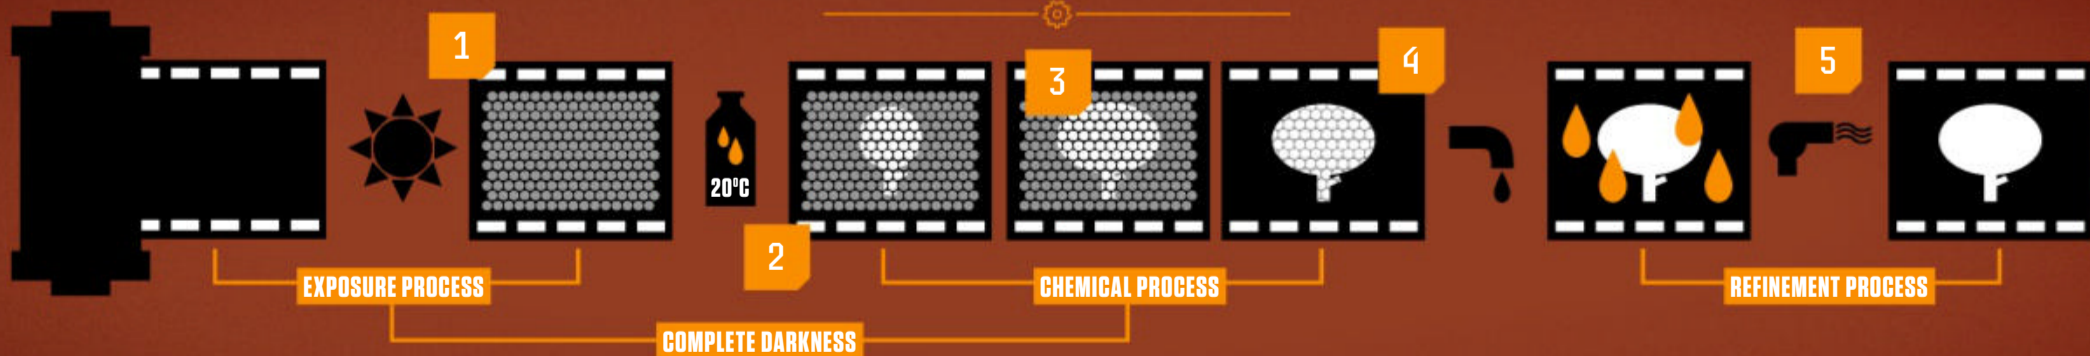 1
2
3
4
5
20°C
EXPOSURE PROCESS
CHEMICAL PROCESS
REFINEMENT PROCESS
COMPLETE DARKNESS